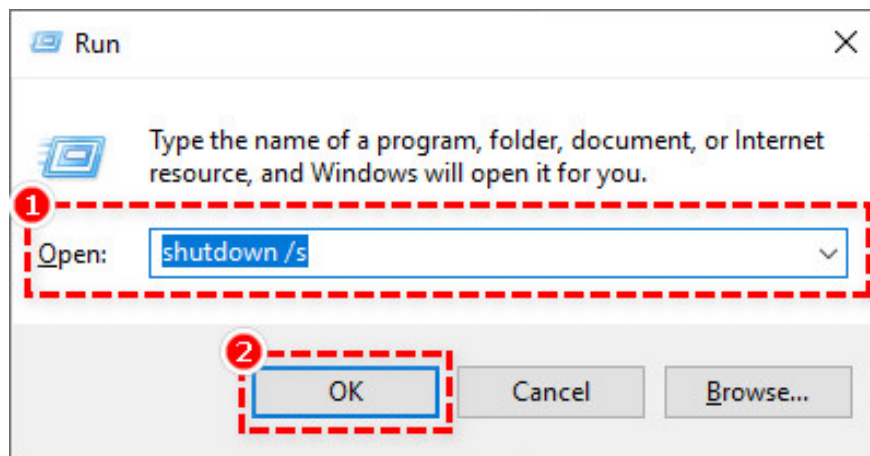 Run
Type the name of a program, folder, document, or Internet
resource, and Windows will open it for you.
1
Open: shutdown /s
2
OK Cancel Browse...